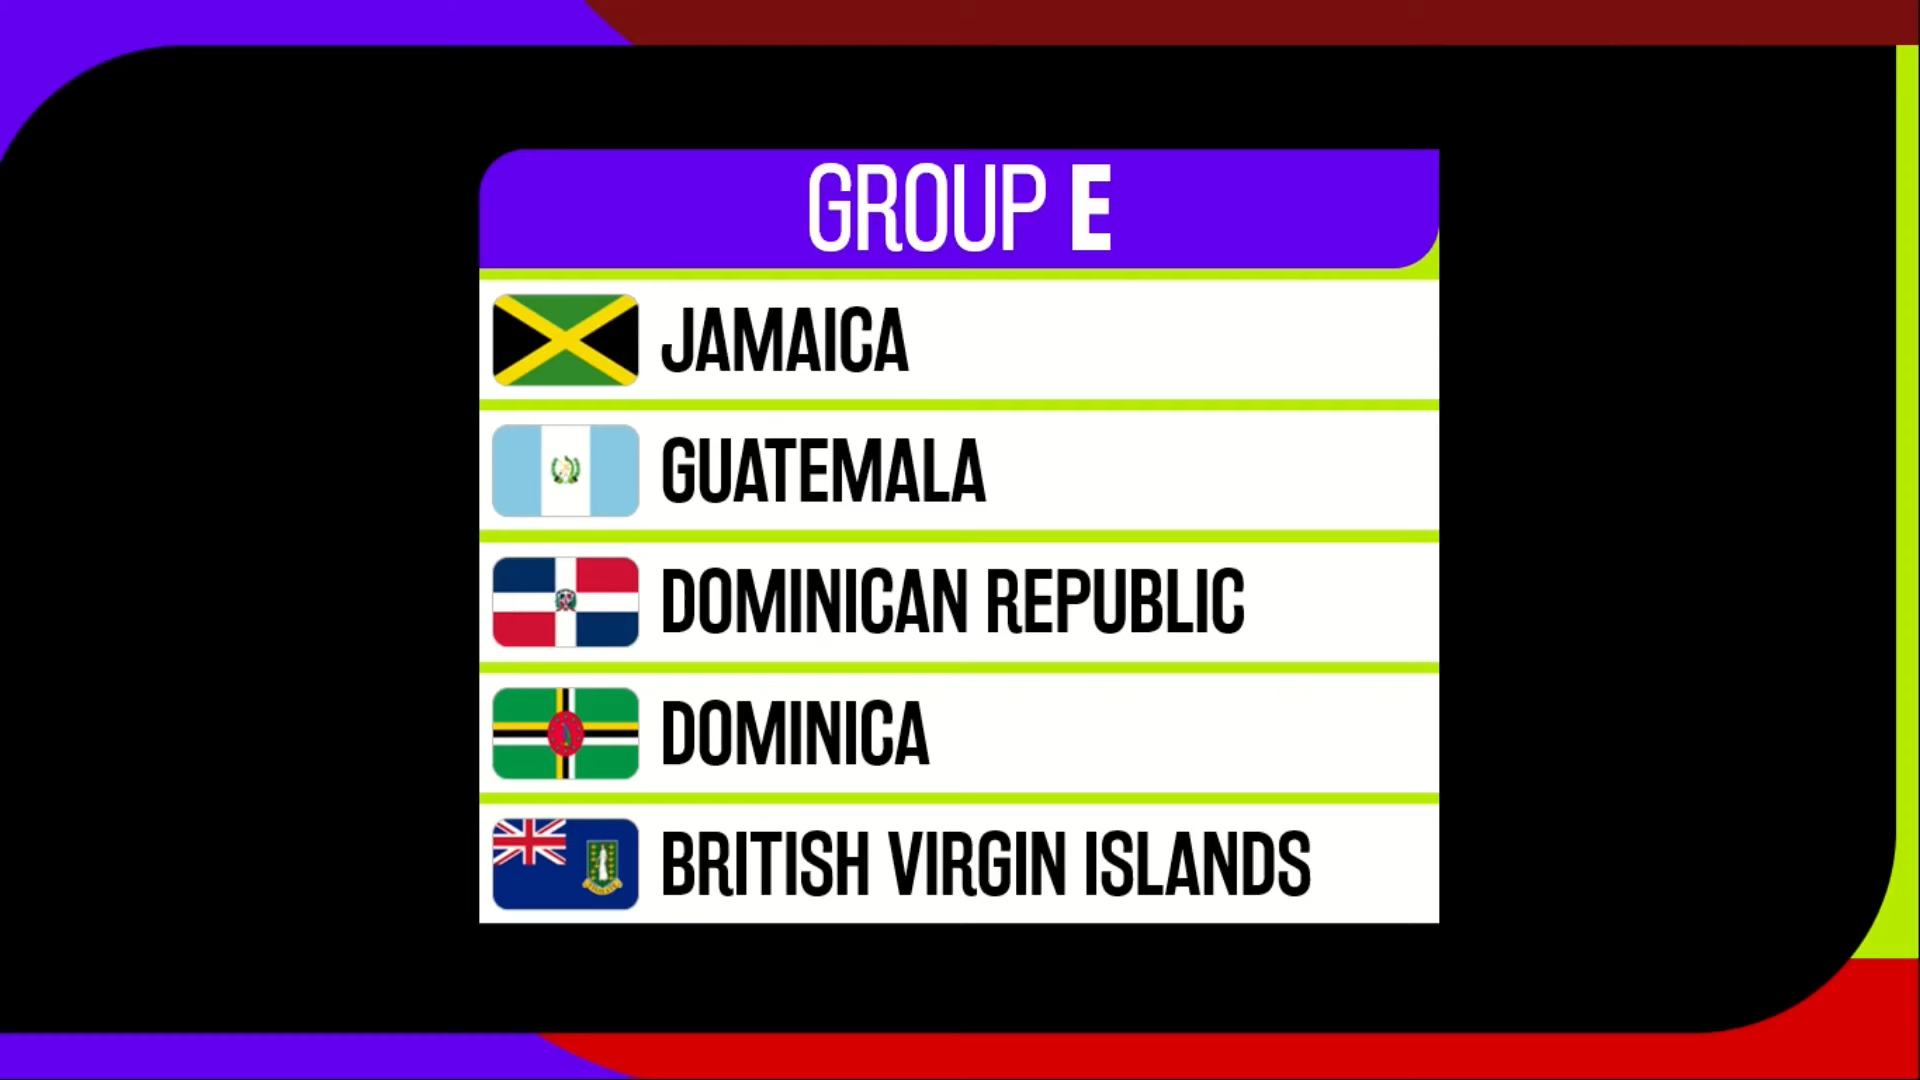 GROUP E
JAMAICA
GUATEMALA
DOMINICAN REPUBLIC
DOMINICA
BRITISH VIRGIN ISLANDS